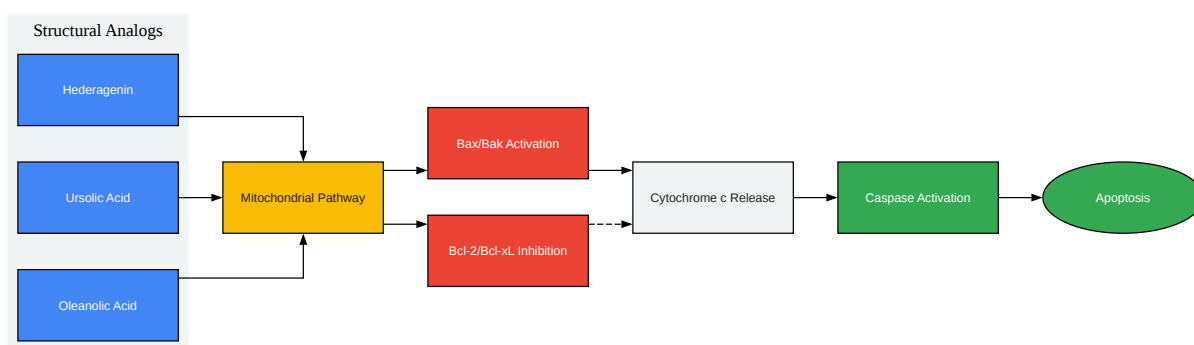 Structural Analogs
Hederagenin
Ursolic Acid
Oleanolic Acid
Mitochondrial Pathway
Bax/Bak Activation
Bcl-2/Bcl-xL Inhibition
Cytochrome c Release
Caspase Activation
Apoptosis